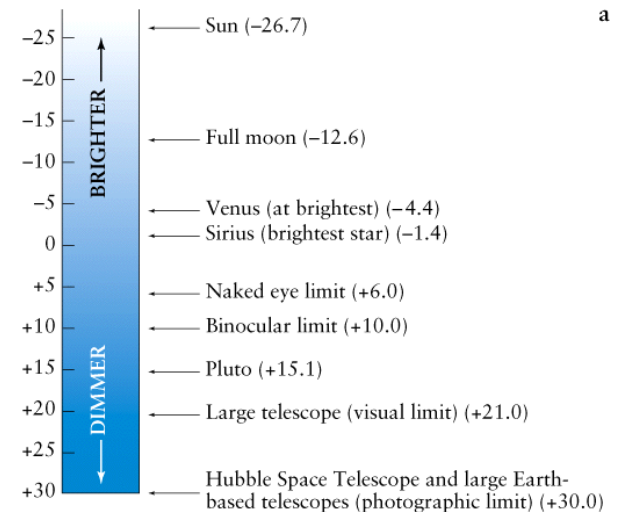 a
−25
−20
−15
−10
−5
0
+5
+10
+15
+20
+25
+30
BRIGHTER
DIMMER
Sun (−26.7)
Full moon (−12.6)
Venus (at brightest) (−4.4)
Sirius (brightest star) (−1.4)
Naked eye limit (+6.0)
Binocular limit (+10.0)
Pluto (+15.1)
Large telescope (visual limit) (+21.0)
Hubble Space Telescope and large Earth-
based telescopes (photographic limit) (+30.0)